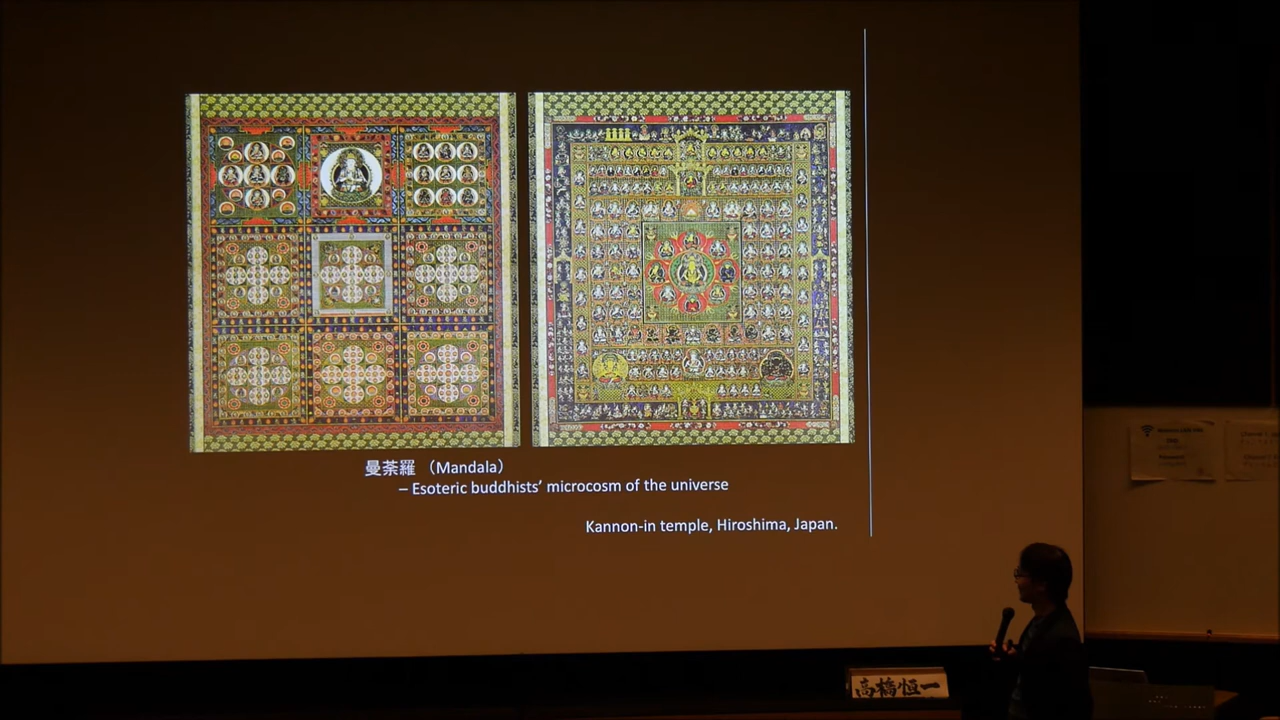 曼荼羅 （Mandala）
– Esoteric buddhists’ microcosm of the universe
Kannon-in temple, Hiroshima, Japan.
高橋恒一